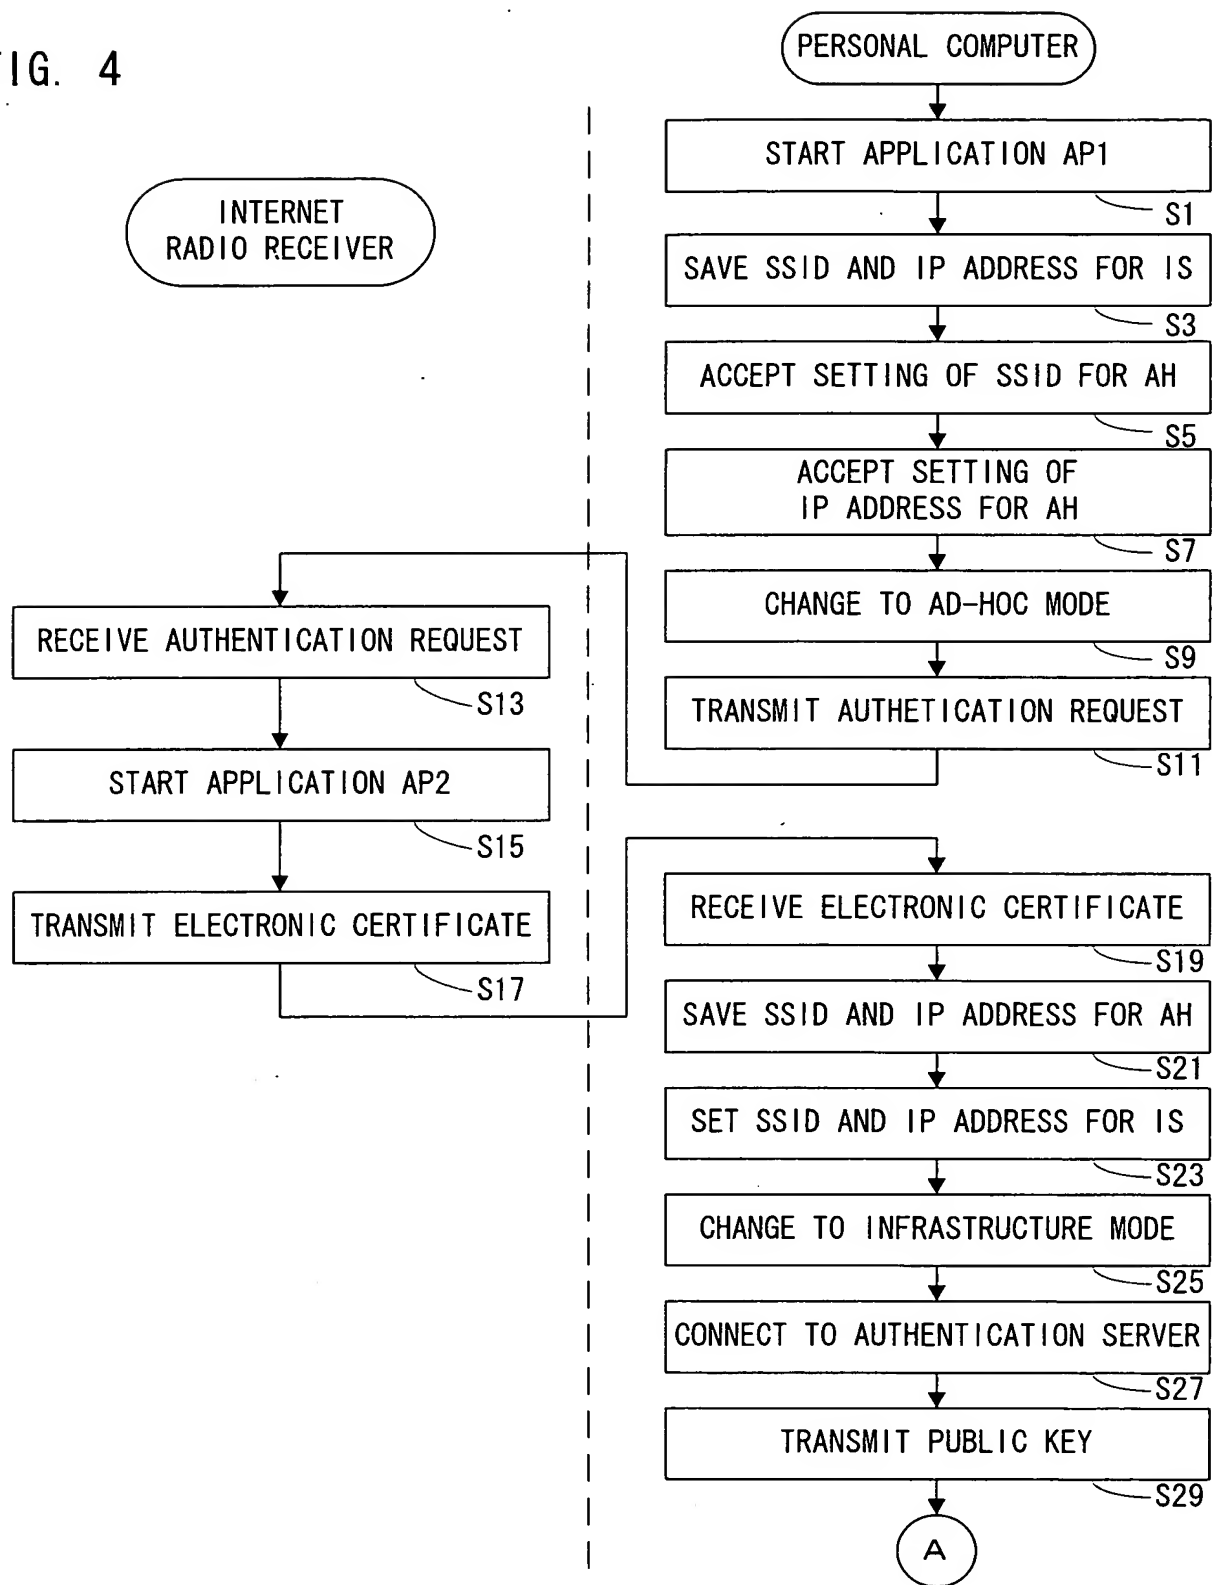 FIG. 4
PERSONAL COMPUTER
INTERNET
RADIO RECEIVER
START APPLICATION AP1
S1
SAVE SSID AND IP ADDRESS FOR IS
S3
ACCEPT SETTING OF SSID FOR AH
S5
ACCEPT SETTING OF
IP ADDRESS FOR AH
S7
CHANGE TO AD-HOC MODE
S9
TRANSMIT AUTHETICATION REQUEST
S11
RECEIVE AUTHENTICATION REQUEST
S13
START APPLICATION AP2
S15
TRANSMIT ELECTRONIC CERTIFICATE
S17
RECEIVE ELECTRONIC CERTIFICATE
S19
SAVE SSID AND IP ADDRESS FOR AH
S21
SET SSID AND IP ADDRESS FOR IS
S23
CHANGE TO INFRASTRUCTURE MODE
S25
CONNECT TO AUTHENTICATION SERVER
S27
TRANSMIT PUBLIC KEY
S29
A